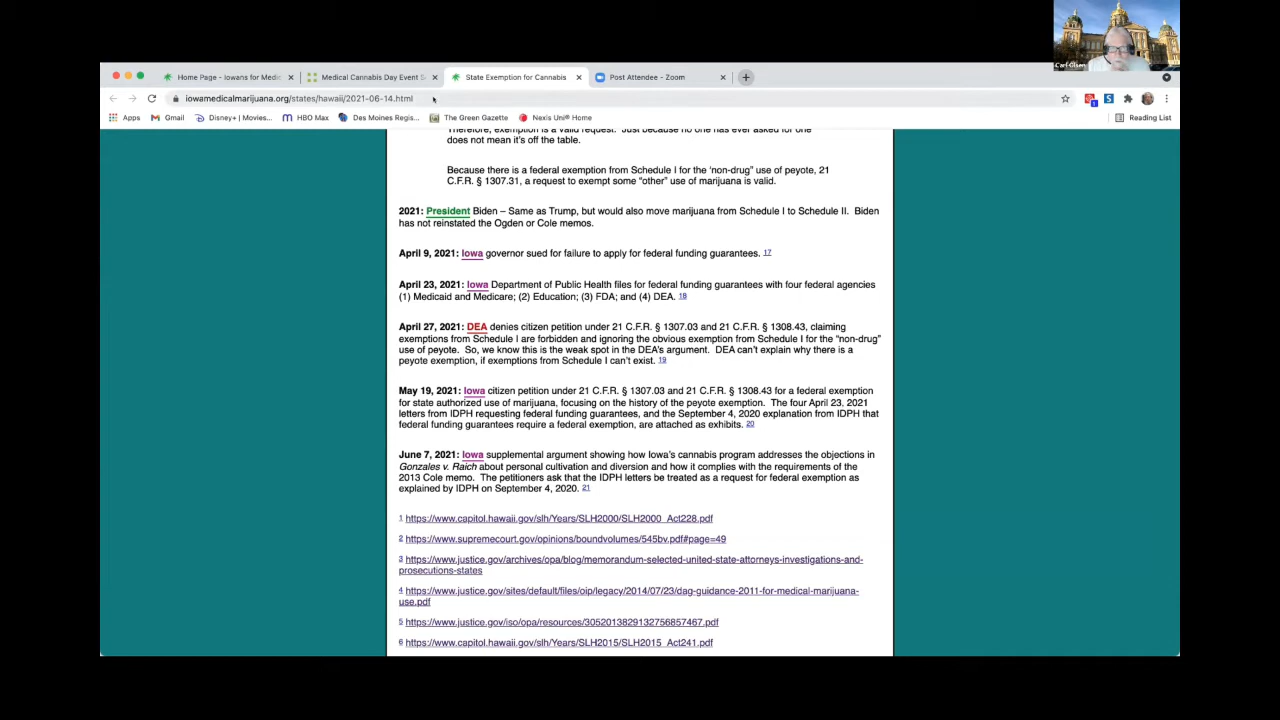 Carl Olsen
Home Page - Iowans for Medic
Medical Cannabis Day Event S
State Exemption for Cannabis
Post Attendee - Zoom
iowamedicalmarijuana.org/states/hawaii/2021-06-14.html
Apps
Gmail
Disney+ | Movies...
HBO Max
Des Moines Regis...
The Green Gazette
Nexis Uni® Home
Reading List
Therefore, exemption is a valid request. Just because no one has ever asked for one
does not mean it's off the table.
Because there is a federal exemption from Schedule I for the 'non-drug' use of peyote, 21
C.F.R. § 1307.31, a request to exempt some "other" use of marijuana is valid.
2021: President Biden – Same as Trump, but would also move marijuana from Schedule I to Schedule II. Biden
has not reinstated the Ogden or Cole memos.
April 9, 2021: Iowa governor sued for failure to apply for federal funding guarantees. 17
April 23, 2021: Iowa Department of Public Health files for federal funding guarantees with four federal agencies
(1) Medicaid and Medicare; (2) Education; (3) FDA; and (4) DEA. 18
April 27, 2021: DEA denies citizen petition under 21 C.F.R. § 1307.03 and 21 C.F.R. § 1308.43, claiming
exemptions from Schedule I are forbidden and ignoring the obvious exemption from Schedule I for the "non-drug"
use of peyote. So, we know this is the weak spot in the DEA's argument. DEA can't explain why there is a
peyote exemption, if exemptions from Schedule I can't exist. 19
May 19, 2021: Iowa citizen petition under 21 C.F.R. § 1307.03 and 21 C.F.R. § 1308.43 for a federal exemption
for state authorized use of marijuana, focusing on the history of the peyote exemption. The four April 23, 2021
letters from IDPH requesting federal funding guarantees, and the September 4, 2020 explanation from IDPH that
federal funding guarantees require a federal exemption, are attached as exhibits. 20
June 7, 2021: Iowa supplemental argument showing how Iowa's cannabis program addresses the objections in
Gonzales v. Raich about personal cultivation and diversion and how it complies with the requirements of the
2013 Cole memo. The petitioners ask that the IDPH letters be treated as a request for federal exemption as
explained by IDPH on September 4, 2020. 21
1 https://www.capitol.hawaii.gov/slh/Years/SLH2000/SLH2000_Act228.pdf
2 https://www.supremecourt.gov/opinions/boundvolumes/545bv.pdf#page=49
3 https://www.justice.gov/archives/opa/blog/memorandum-selected-united-state-attorneys-investigations-and-
prosecutions-states
4 https://www.justice.gov/sites/default/files/oip/legacy/2014/07/23/dag-guidance-2011-for-medical-marijuana-
use.pdf
5 https://www.justice.gov/iso/opa/resources/3052013829132756857467.pdf
6 https://www.capitol.hawaii.gov/slh/Years/SLH2015/SLH2015_Act241.pdf